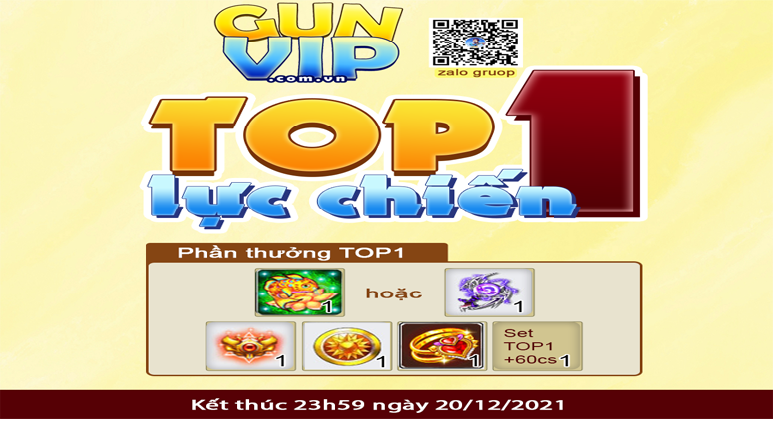 GUN
VIP
.com.vn
zalo gruop
TOP 1
lực chiến
Phần thưởng TOP1
1
hoặc
1
1
1
1
Set
TOP1
+60cs 1
Kết thúc 23h59 ngày 20/12/2021